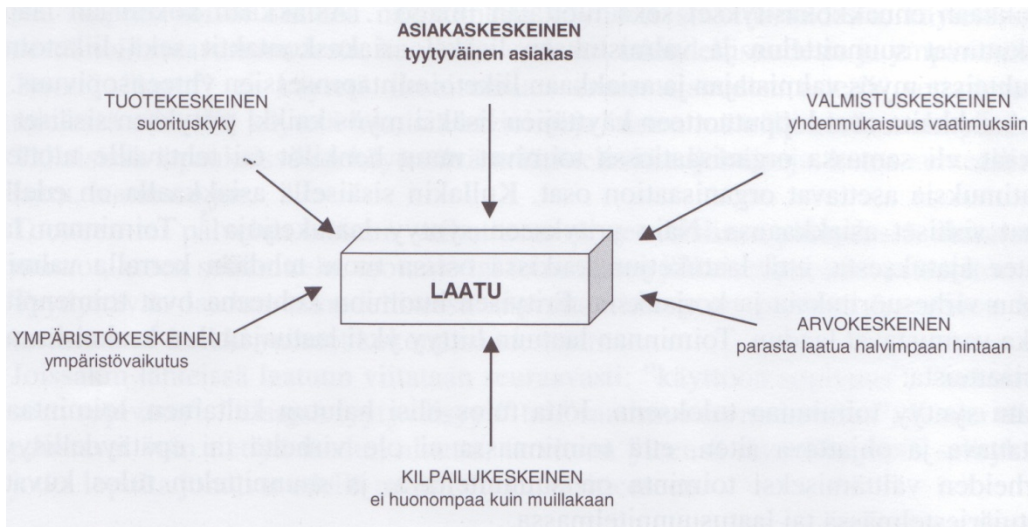 ASIAKASKESKEINEN
tyytyväinen asiakas
TUOTEKESKEINEN
suorituskyky
VALMISTUSKESKEINEN
yhdenmukaisuus vaatimuksiin
LAATU
YMPÄRISTÖKESKEINEN
ympäristövaikutus
ARVOKESKEINEN
parasta laatua halvimpaan hintaan
KILPAILUKESKEINEN
ei huonompaa kuin muillakaan